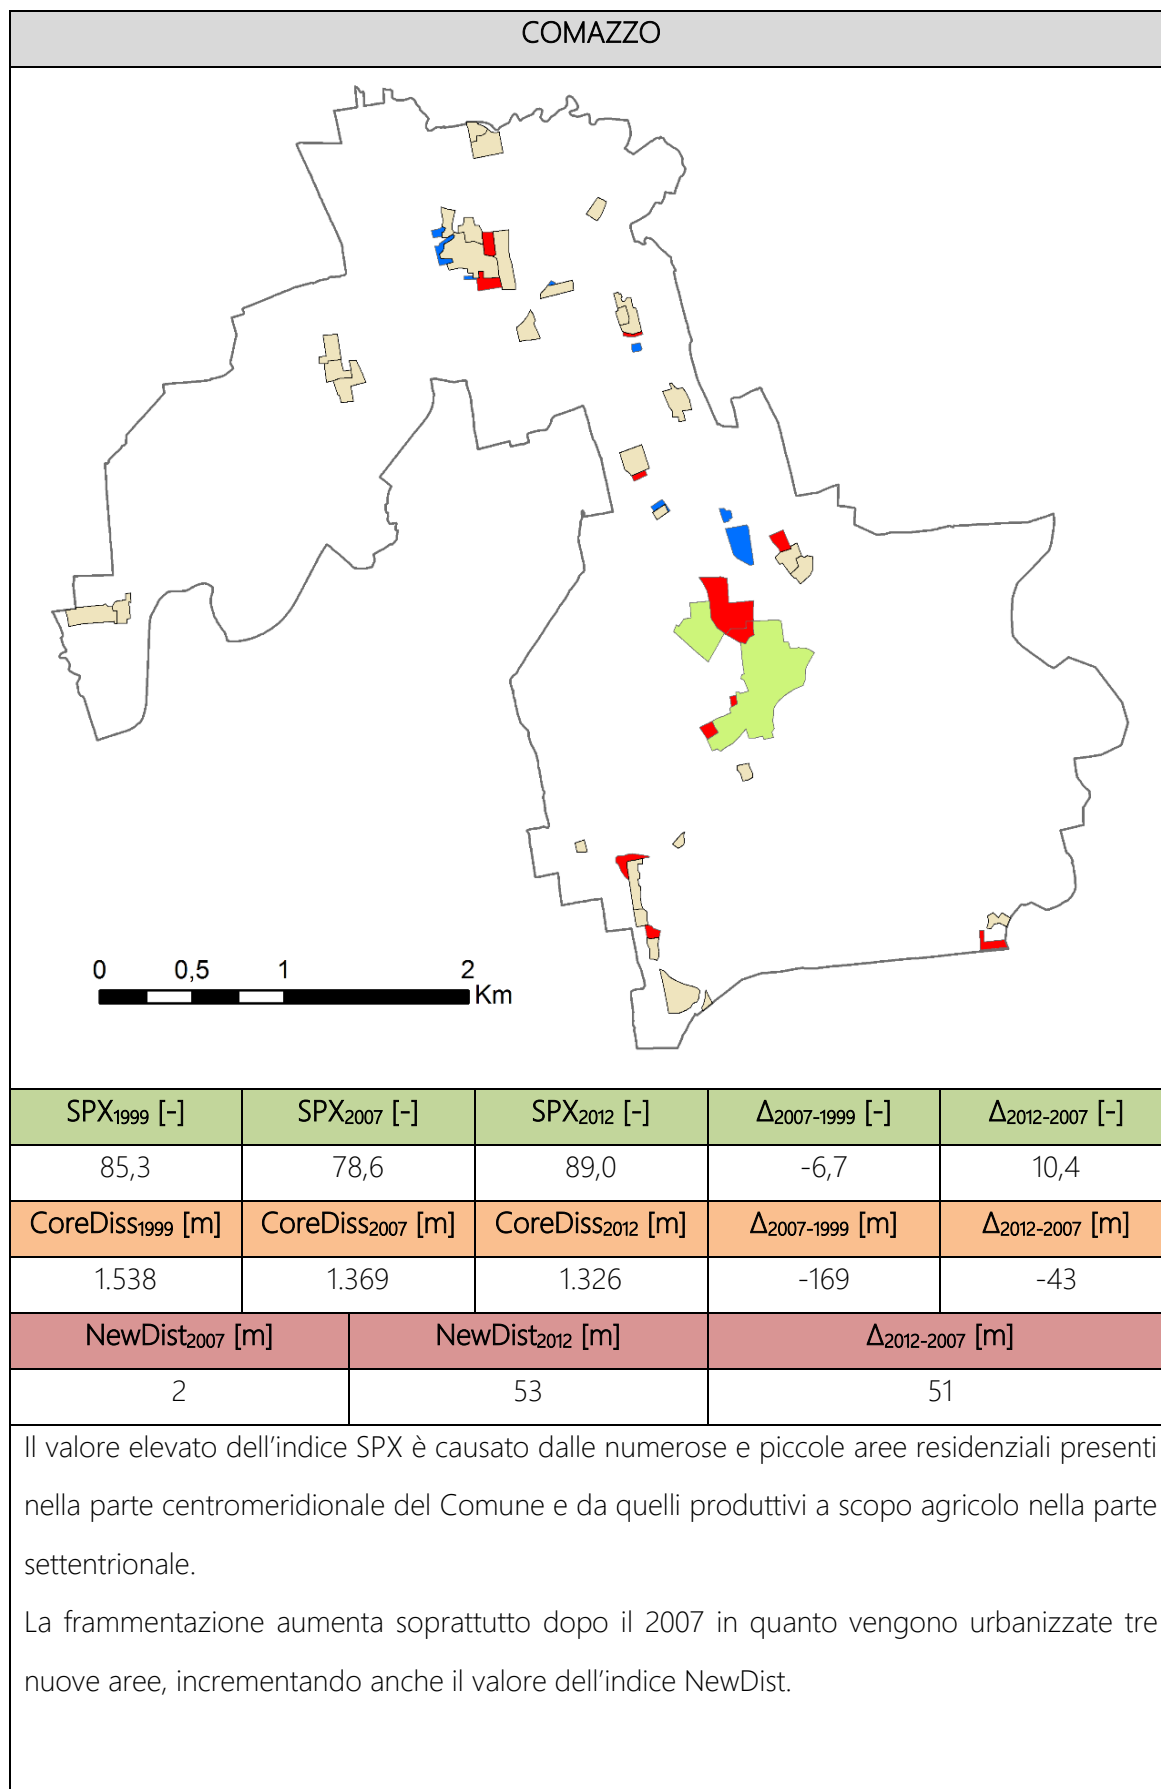 COMAZZO
0 0,5 1 2
Km
SPX1999 [-] SPX2007 [-] SPX2012 [-] Δ2007-1999 [-] Δ2012-2007 [-]
85,3 78,6 89,0 -6,7 10,4
CoreDiss1999 [m] CoreDiss2007 [m] CoreDiss2012 [m] Δ2007-1999 [m] Δ2012-2007 [m]
1.538 1.369 1.326 -169 -43
NewDist2007 [m] NewDist2012 [m] Δ2012-2007 [m]
2 53 51
Il valore elevato dell’indice SPX è causato dalle numerose e piccole aree residenziali presenti
nella parte centromeridionale del Comune e da quelli produttivi a scopo agricolo nella parte
settentrionale.
La frammentazione aumenta soprattutto dopo il 2007 in quanto vengono urbanizzate tre
nuove aree, incrementando anche il valore dell’indice NewDist.